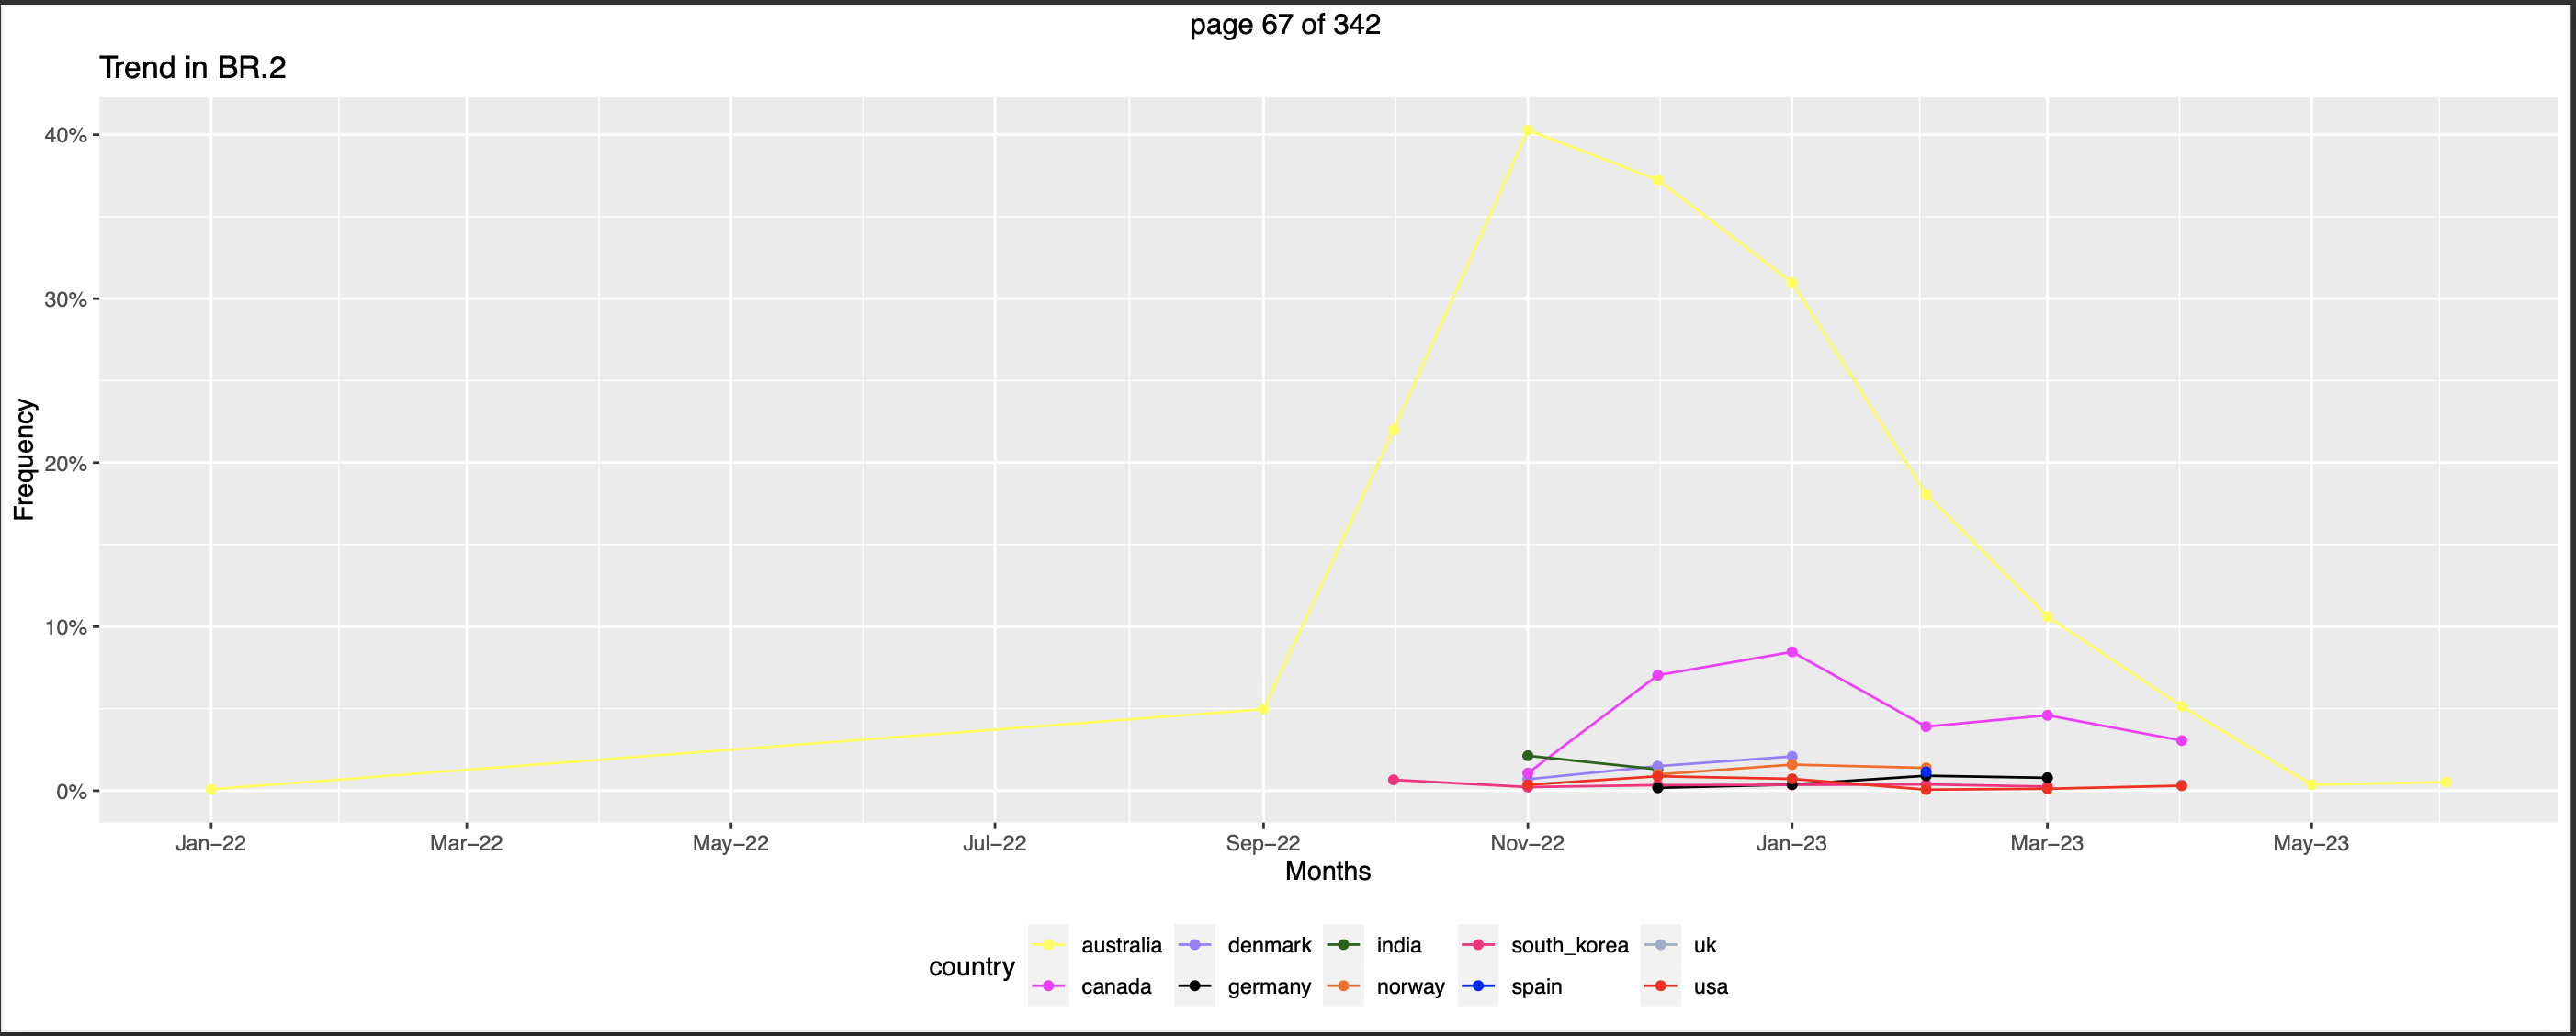 page 67 of 342
Trend in BR.2
40%
30%
20%
10%
0%
Frequency
Jan–22 Mar–22 May–22 Jul–22 Sep–22 Nov–22 Jan–23 Mar–23 May–23
Months
country
australia denmark india south_korea uk
canada germany norway spain usa